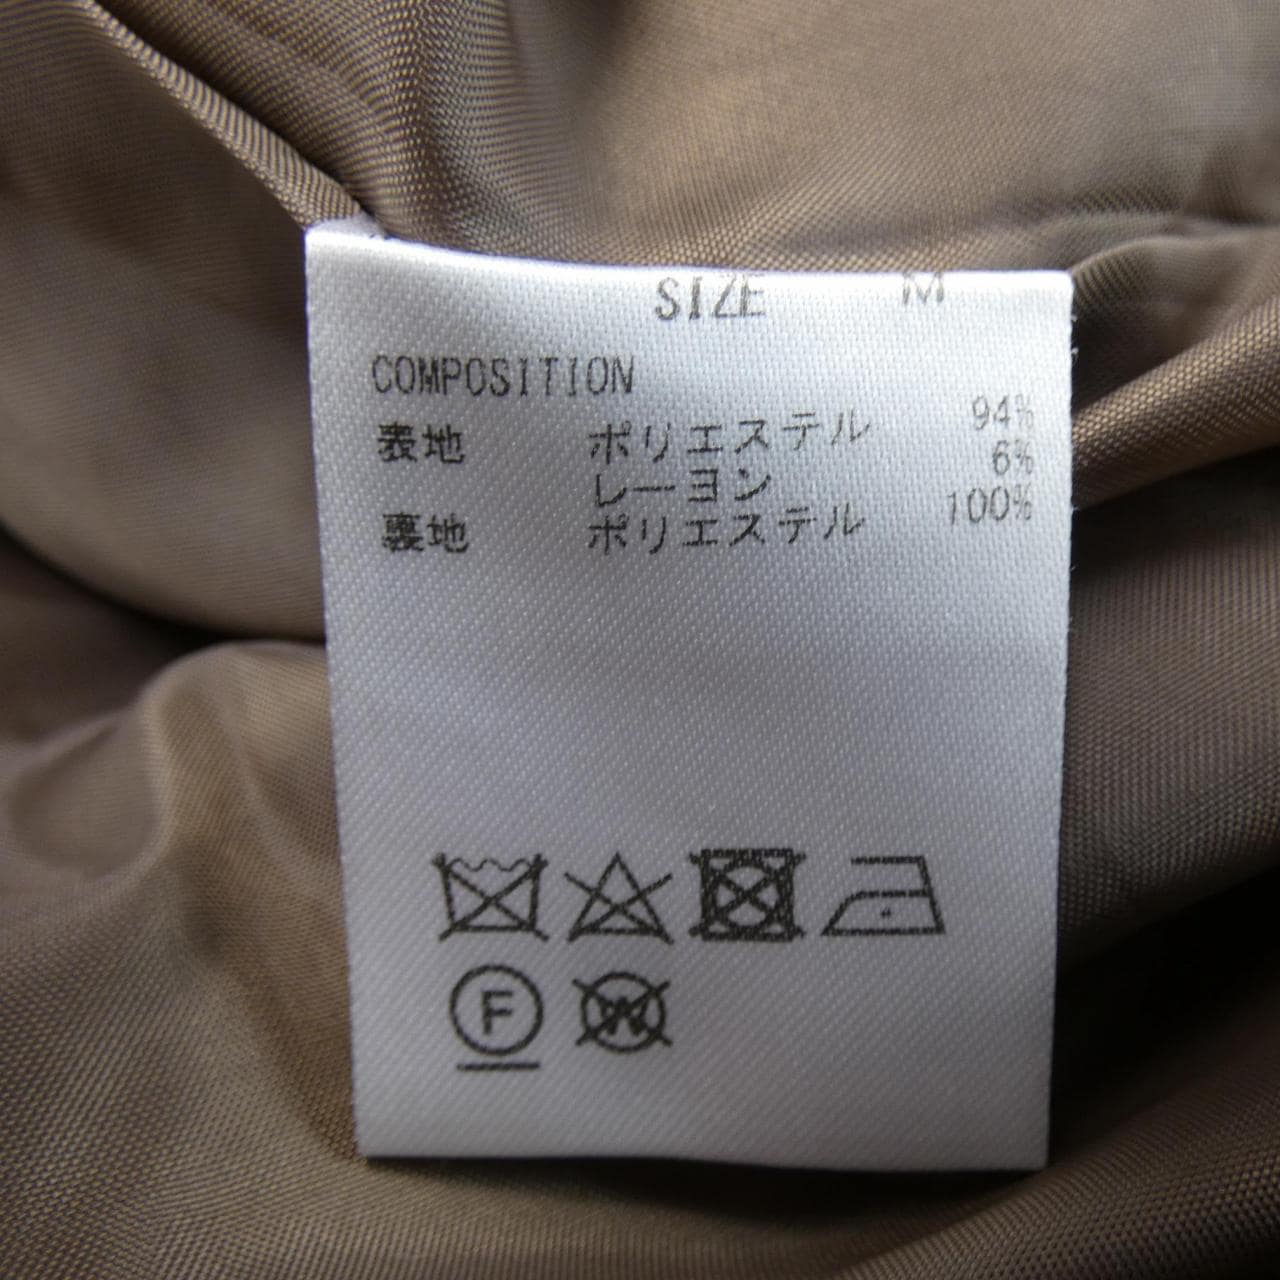 SIZE M
COMPOSITION
表地 ポリエステル 94%
レーヨン 6%
裏地 ポリエステル 100%
F
W